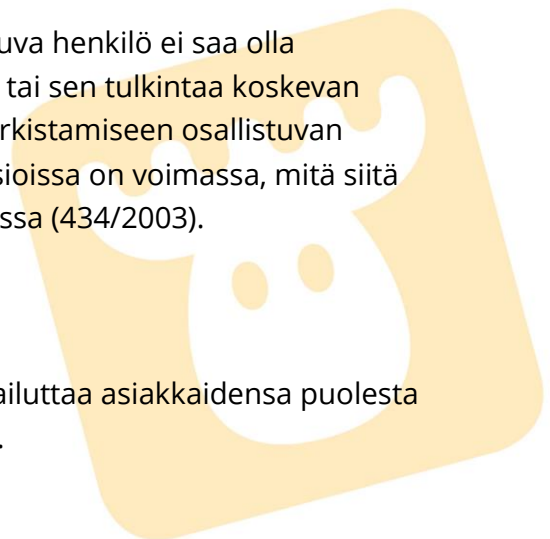 uva henkilö ei saa olla
tai sen tulkintaa koskevan
rkistamiseen osallistuvan
sioissa on voimassa, mitä siitä
ssa (434/2003).
ailuttaa asiakkaidensa puolesta
.